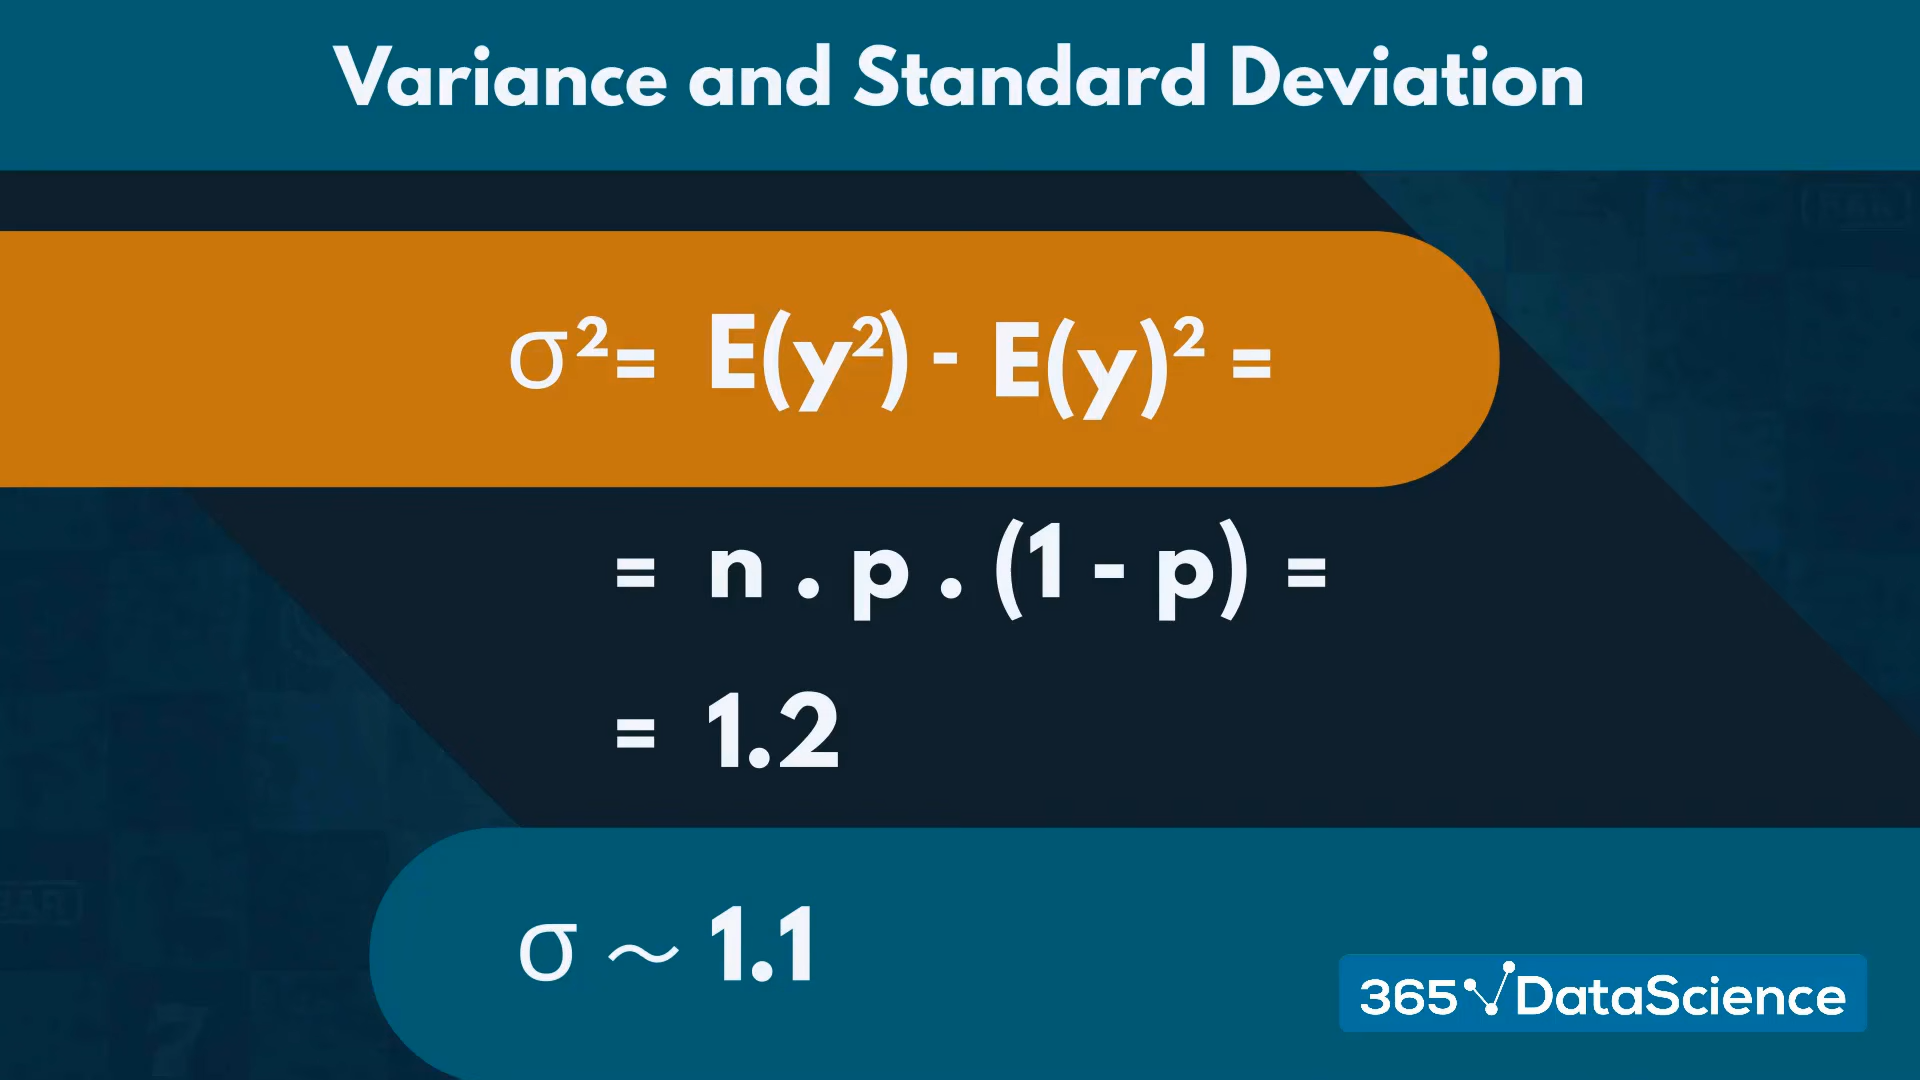 Variance and Standard Deviation
σ²= E(y²) - E(y)² =
= n . p . (1 - p) =
= 1.2
σ ~ 1.1
365 DataScience